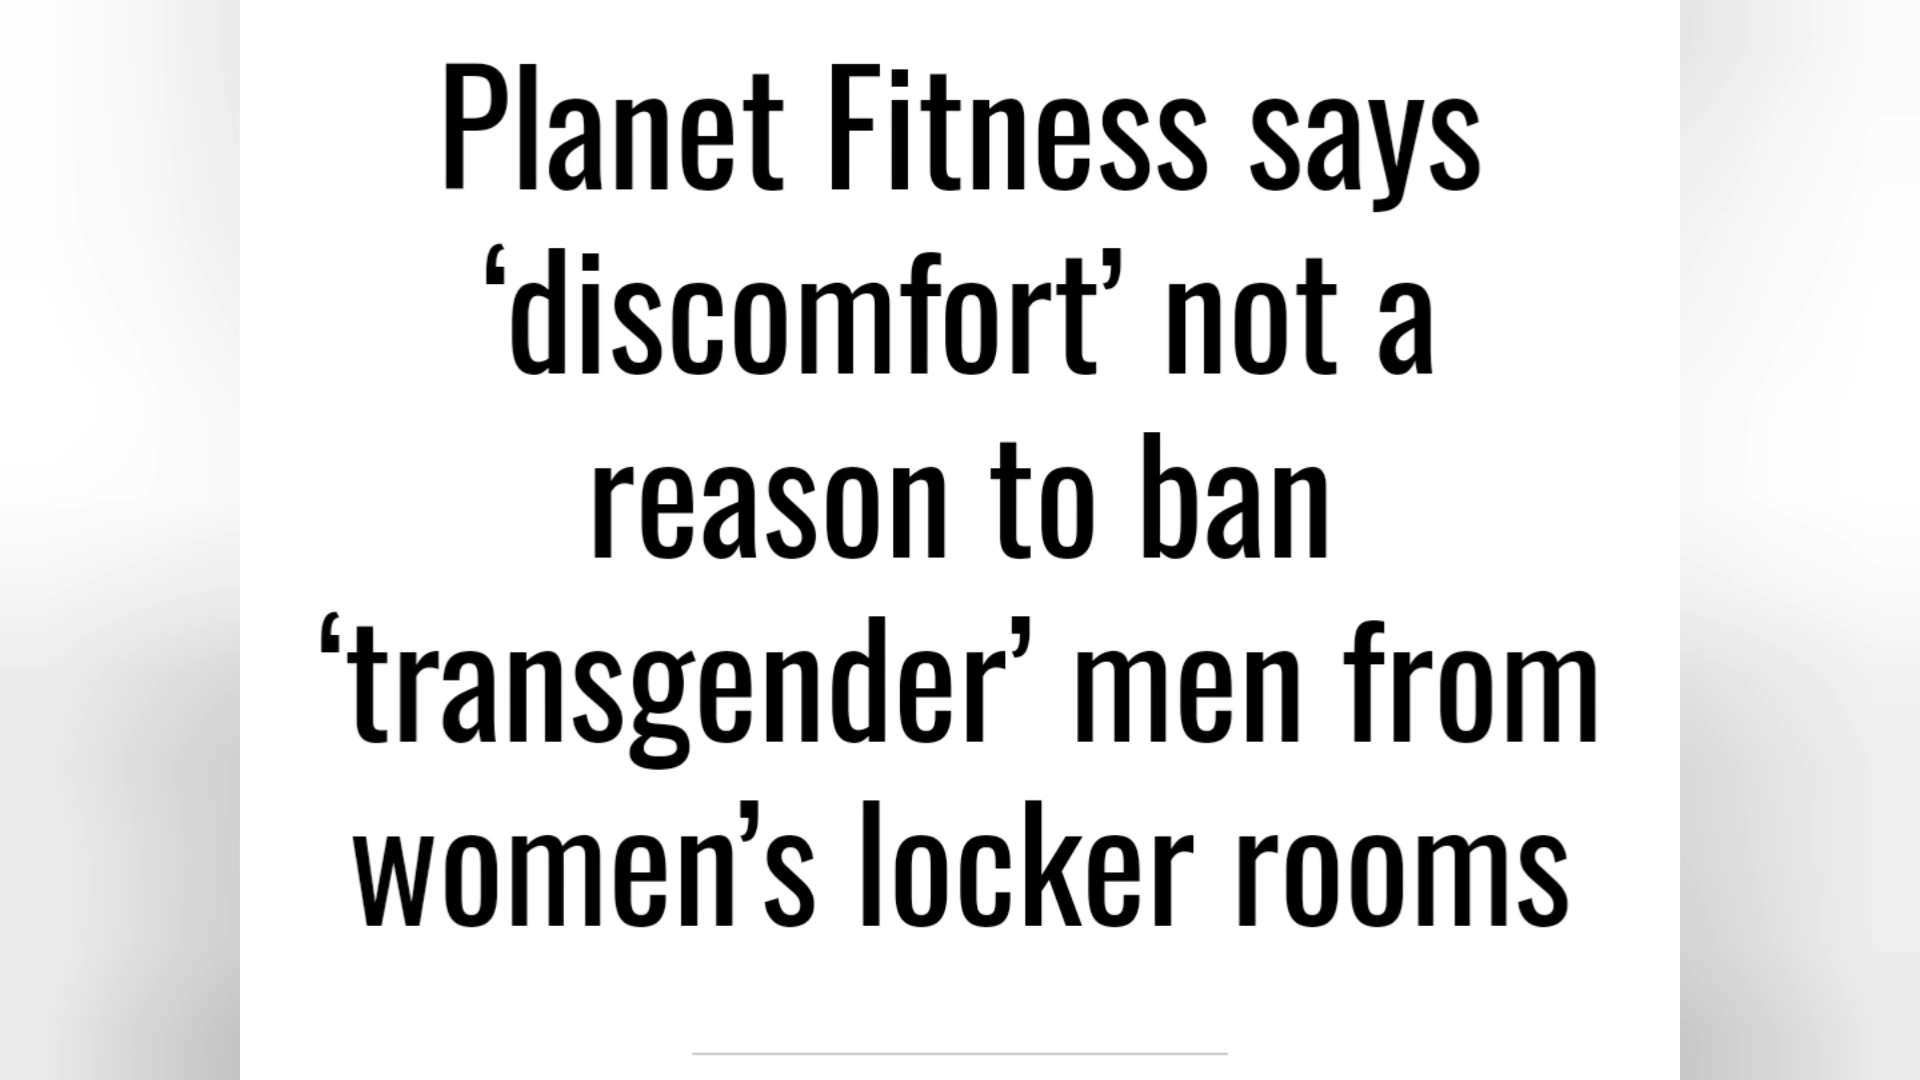 Planet Fitness says
‘discomfort’ not a
reason to ban
‘transgender’ men from
women’s locker rooms